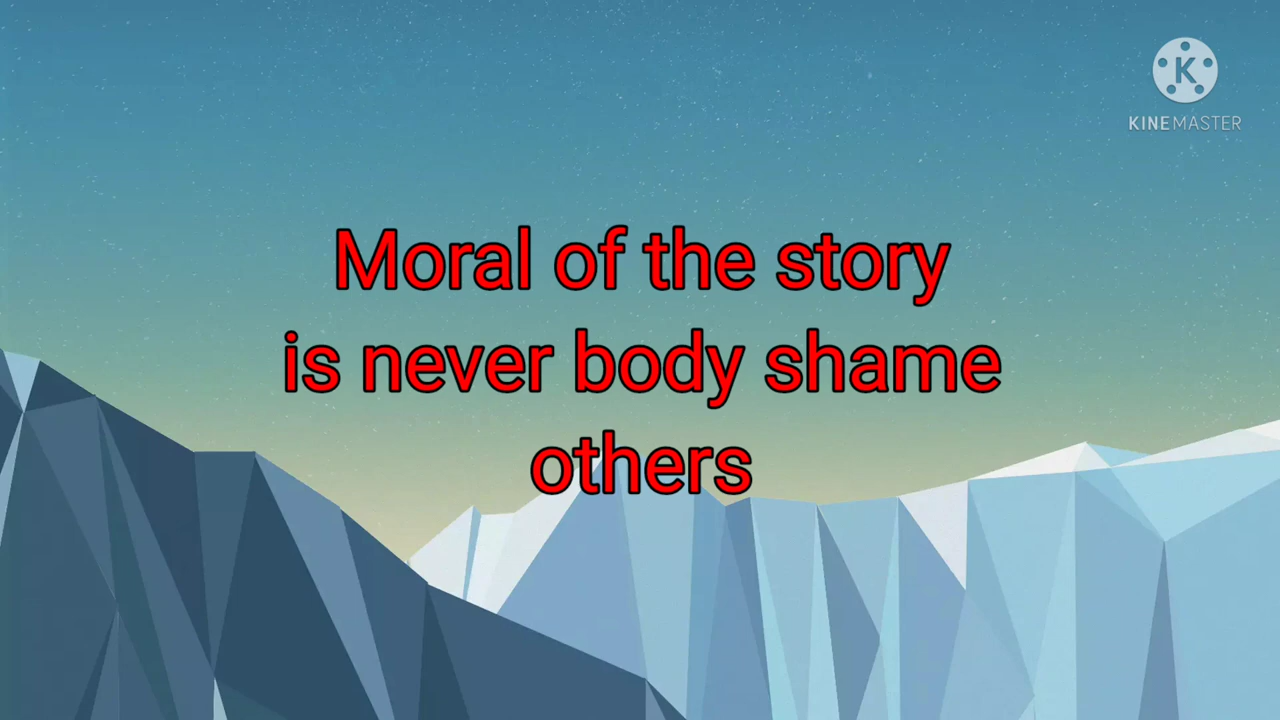 K
KINEMASTER
Moral of the story
is never body shame
others